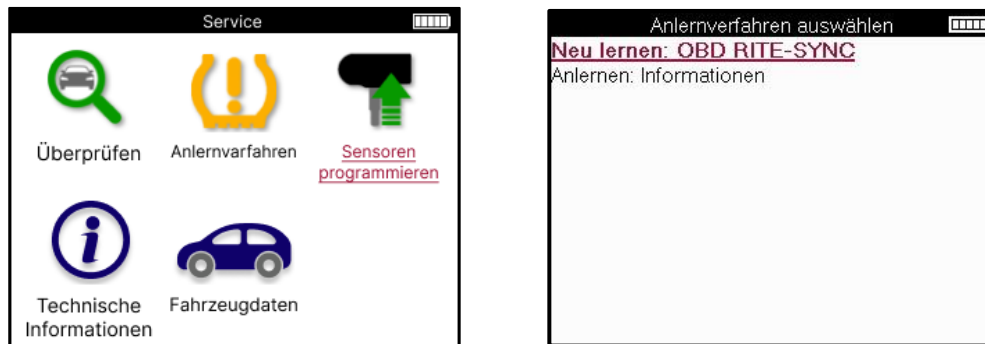 Service
Überprüfen
Anlernvarfahren
Sensoren
programmieren
Technische
Informationen
Fahrzeugdaten
Anlernverfahren auswählen
Neu lernen: OBD RITE-SYNC
Anlernen: Informationen